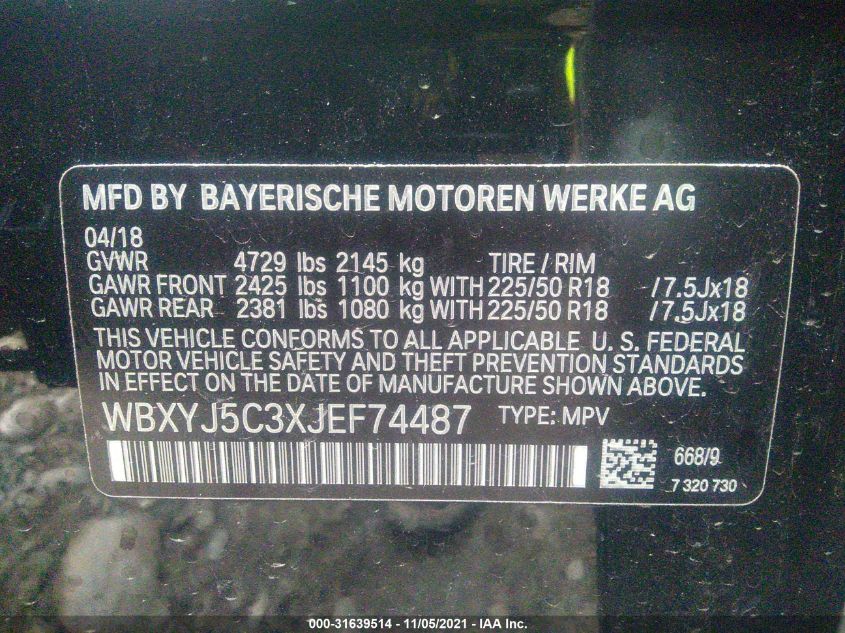 MFD BY BAYERISCHE MOTOREN WERKE AG
04/18
GVWR 4729 lbs 2145 kg TIRE / RIM
GAWR FRONT 2425 lbs 1100 kg WITH 225/50 R18 / 7.5Jx18
GAWR REAR 2381 lbs 1080 kg WITH 225/50 R18 / 7.5Jx18
THIS VEHICLE CONFORMS TO ALL APPLICABLE U. S. FEDERAL
MOTOR VEHICLE SAFETY AND THEFT PREVENTION STANDARDS
IN EFFECT ON THE DATE OF MANUFACTURE SHOWN ABOVE.
WBXYJ5C3XJEF74487 TYPE: MPV
668/9
7 320 730
000-31639514 - 11/05/2021 - IAA Inc.